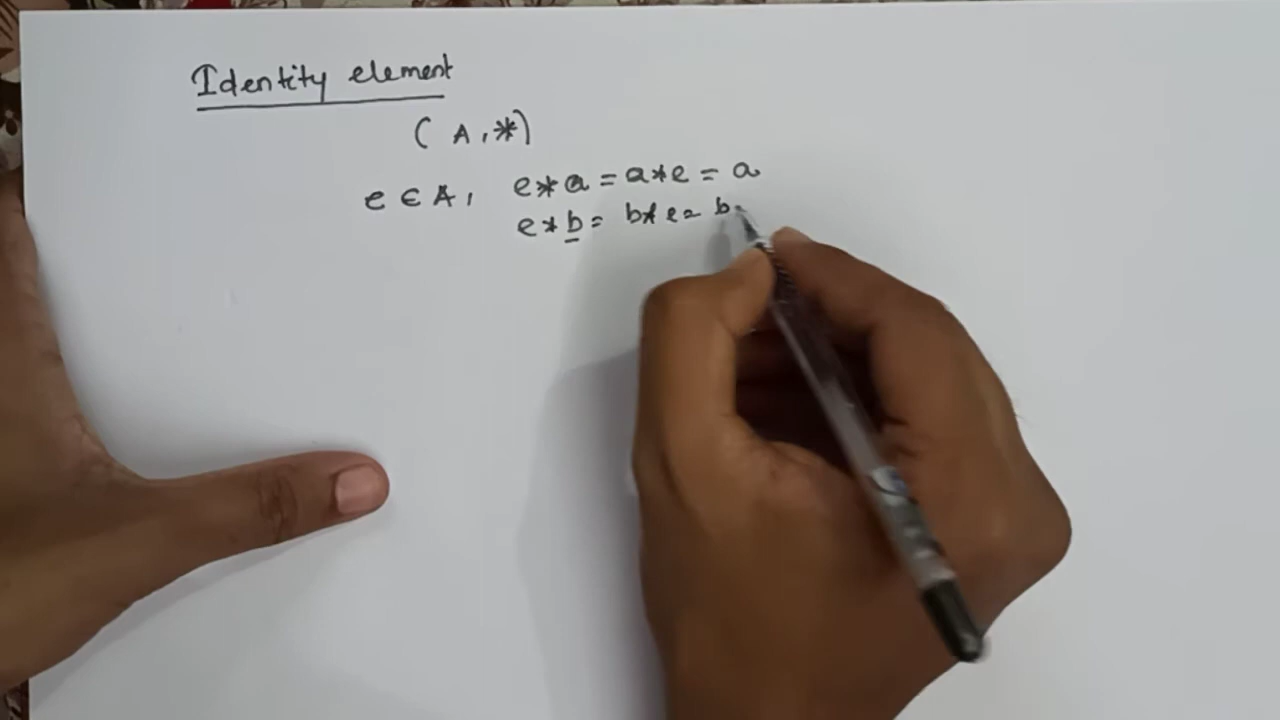 Identity element
(A, *)
e ∈ A, e * a = a * e = a
e * b = b * e = b